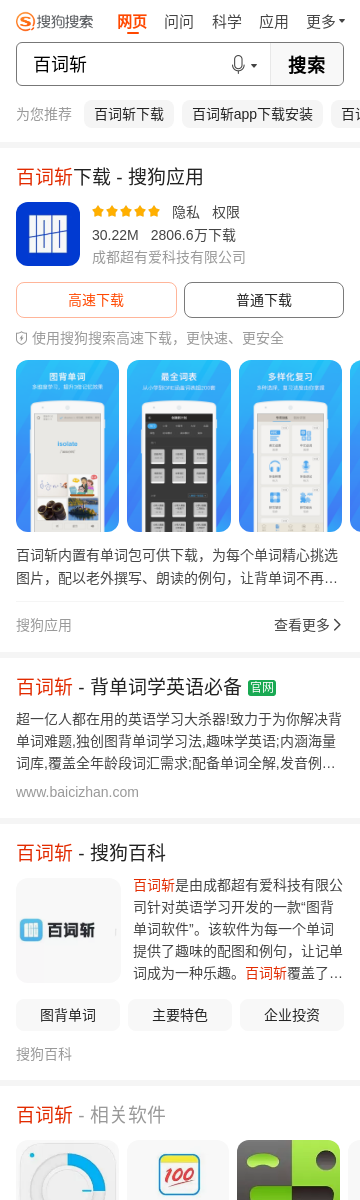 搜狗搜索 网页 问问 科学 应用 更多
百词斩 搜索
为您推荐 百词斩下载 百词斩app下载安装
百词斩下载 - 搜狗应用
隐私 权限
30.22M 2806.6万下载
成都超有爱科技有限公司
高速下载 普通下载
使用搜狗搜索高速下载，更快速、更安全
图背单词 最全词表 多样化复习
Isolate
百词斩内置有单词包可供下载，为每个单词精心挑选
图片，配以老外撰写、朗读的例句，让背单词不再…
搜狗应用 查看更多
百词斩 - 背单词学英语必备 官网
超一亿人都在用的英语学习大杀器!致力于为你解决背
单词难题,独创图背单词学习法,趣味学英语;内涵海量
词库,覆盖全年龄段词汇需求;配备单词全解,发音例…
www.baicizhan.com
百词斩 - 搜狗百科
百词斩
百词斩是由成都超有爱科技有限公
司针对英语学习开发的一款“图背
单词软件”。该软件为每一个单词
提供了趣味的配图和例句，让记单
词成为一种乐趣。百词斩覆盖了…
图背单词 主要特色 企业投资
搜狗百科
百词斩 - 相关软件
100